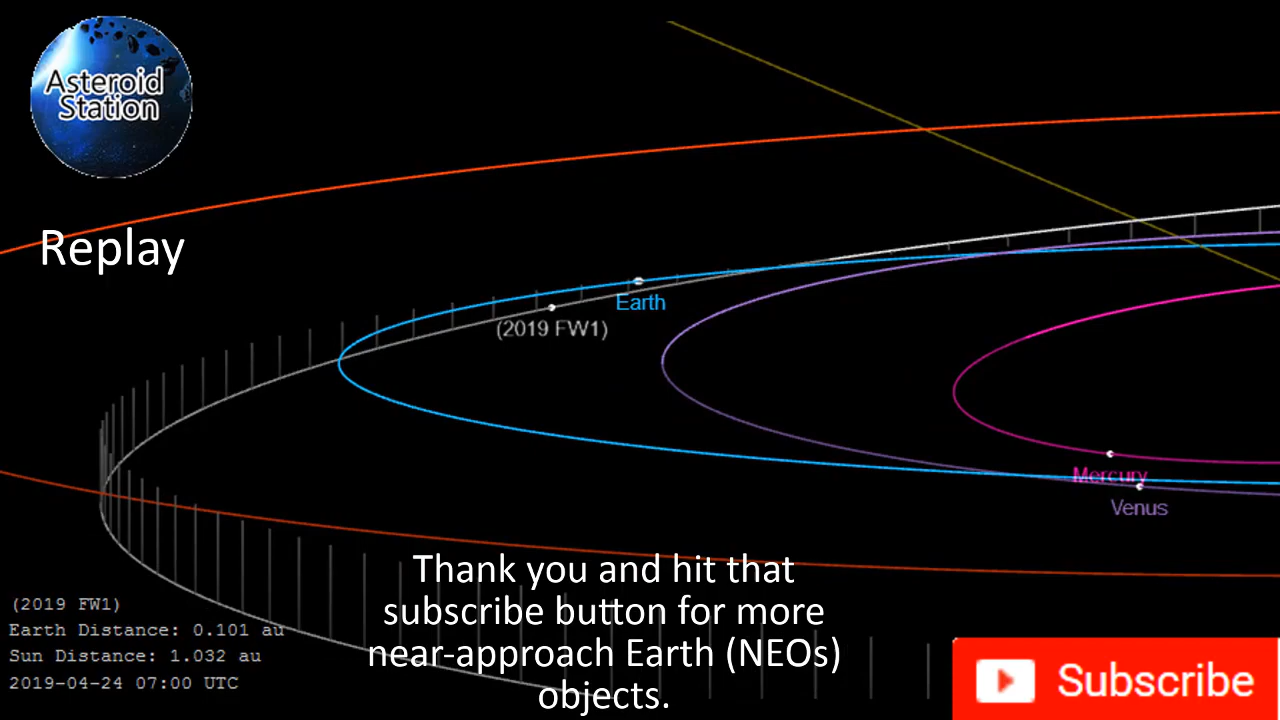 Asteroid
Station
Replay
Earth
(2019 FW1)
Mercury
Venus
(2019 FW1)
Earth Distance: 0.101 au
Sun Distance: 1.032 au
2019-04-24 07:00 UTC
Thank you and hit that
subscribe button for more
near-approach Earth (NEOs)
objects.
Subscribe